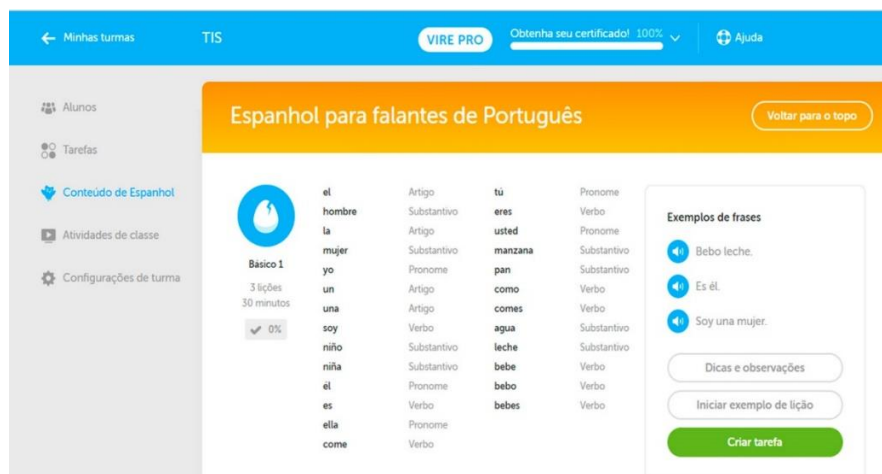 Minhas turmas
TIS
VIRE PRO
Obtenha seu certificado! 100%
Ajuda
Alunos
Tarefas
Conteúdo de Espanhol
Atividades de classe
Configurações de turma
Espanhol para falantes de Português
Voltar para o topo
Básico 1
3 lições
30 minutos
0%
el Artigo
hombre Substantivo
la Artigo
mujer Substantivo
yo Pronome
un Artigo
una Artigo
soy Verbo
niño Substantivo
niña Substantivo
él Pronome
es Verbo
ella Pronome
come Verbo
tú Pronome
eres Verbo
usted Pronome
manzana Substantivo
pan Substantivo
como Verbo
comes Verbo
agua Substantivo
leche Substantivo
bebe Verbo
bebo Verbo
bebes Verbo
Exemplos de frases
Bebo leche.
Es él.
Soy una mujer.
Dicas e observações
Iniciar exemplo de lição
Criar tarefa